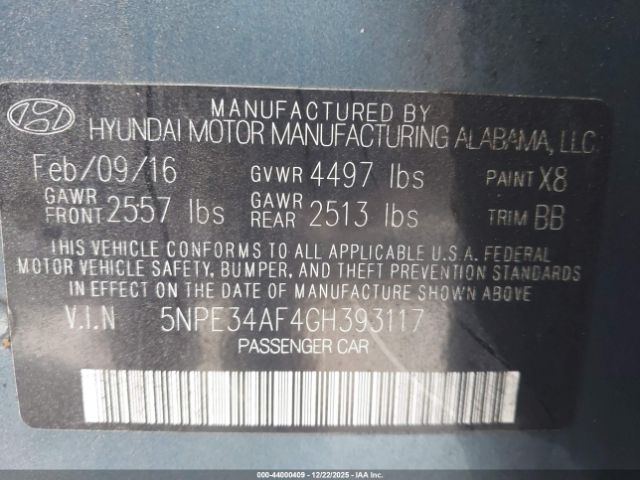 MANUFACTURED BY
HYUNDAI MOTOR MANUFACTURING ALABAMA, LLC
Feb/09/16 GVWR 4497 lbs PAINT X8
GAWR FRONT 2557 lbs GAWR REAR 2513 lbs TRIM BB
THIS VEHICLE CONFORMS TO ALL APPLICABLE U.S.A. FEDERAL
MOTOR VEHICLE SAFETY, BUMPER, AND THEFT PREVENTION STANDARDS
IN EFFECT ON THE DATE OF MANUFACTURE SHOWN ABOVE.
V.I.N 5NPE34AF4GH393117
PASSENGER CAR
000-44000409 - 12/22/2025 - COPYRIGHT IAA, LLC.